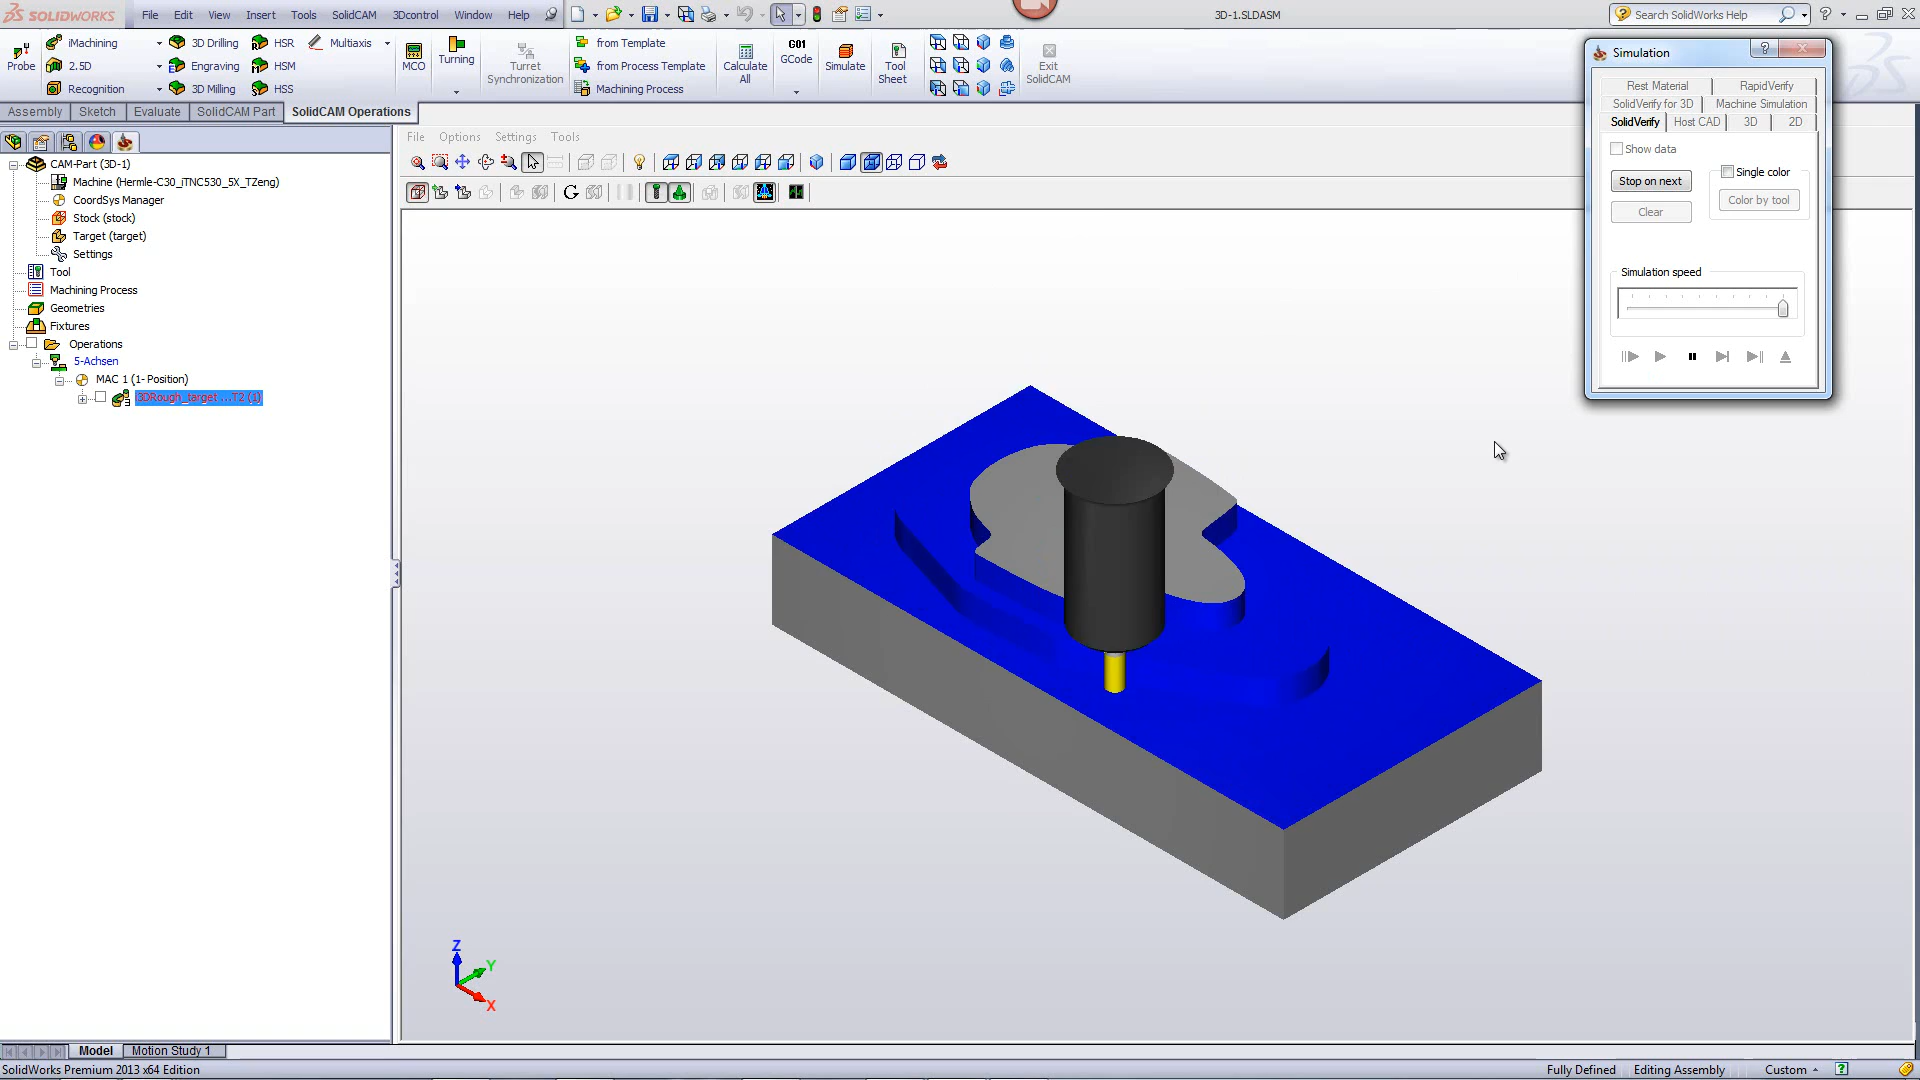 SOLIDWORKS File Edit View Insert Tools SolidCAM 3Dcontrol Window Help 3D-1.SLDASM Search SolidWorks Help
Probe
iMachining
2.5D
Recognition
3D Drilling
Engraving
3D Milling
HSR
HSM
HSS
Multiaxis
MCO
Turning
Turret
Synchronization
from Template
from Process Template
Machining Process
Calculate
All
G01
GCode
Simulate
Tool
Sheet
Exit
SolidCAM
Assembly Sketch Evaluate SolidCAM Part SolidCAM Operations
CAM-Part (3D-1)
Machine (Hermle-C30_iTNC530_5X_TZeng)
CoordSys Manager
Stock (stock)
Target (target)
Settings
Tool
Machining Process
Geometries
Fixtures
Operations
5-Achsen
MAC 1 (1- Position)
3DRough_target ...T2 (1)
File Options Settings Tools
Simulation
Rest Material RapidVerify
SolidVerify for 3D Machine Simulation
SolidVerify Host CAD 3D 2D
Show data
Stop on next
Clear
Single color
Color by tool
Simulation speed
Z
Y
X
Model Motion Study 1
SolidWorks Premium 2013 x64 Edition Fully Defined Editing Assembly Custom